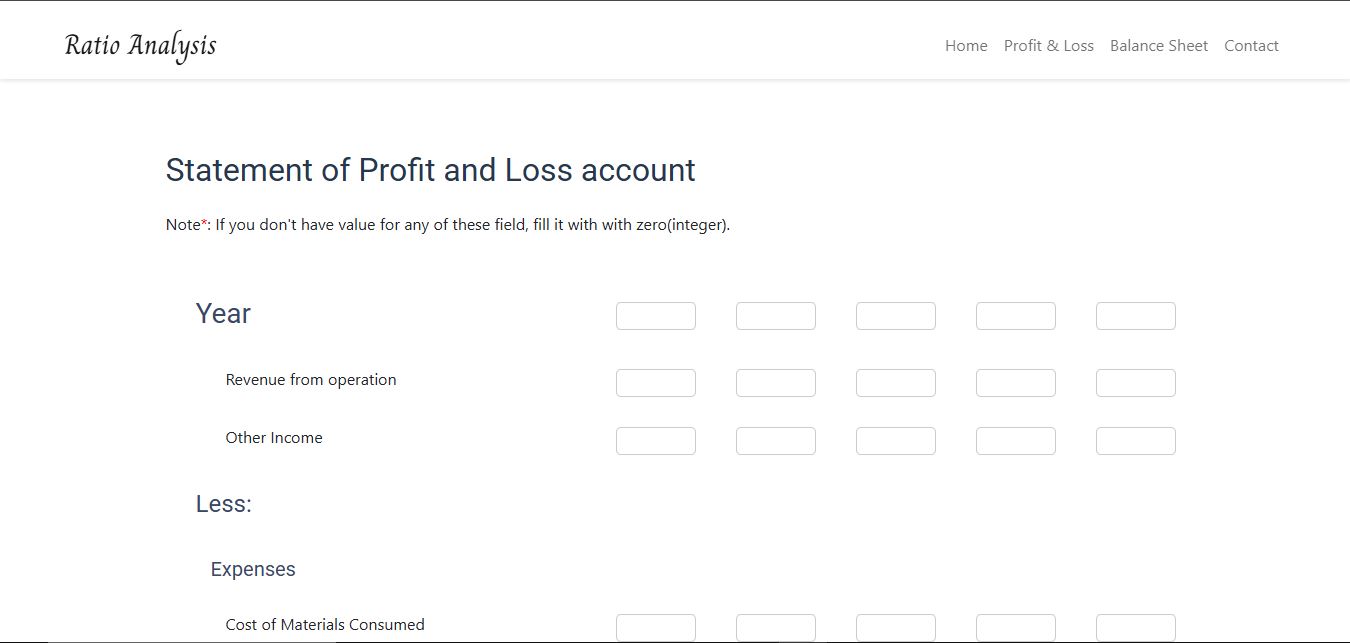 Ratio Analysis
Home Profit & Loss Balance Sheet Contact
Statement of Profit and Loss account
Note*: If you don't have value for any of these field, fill it with with zero(integer).
Year
Revenue from operation
Other Income
Less:
Expenses
Cost of Materials Consumed